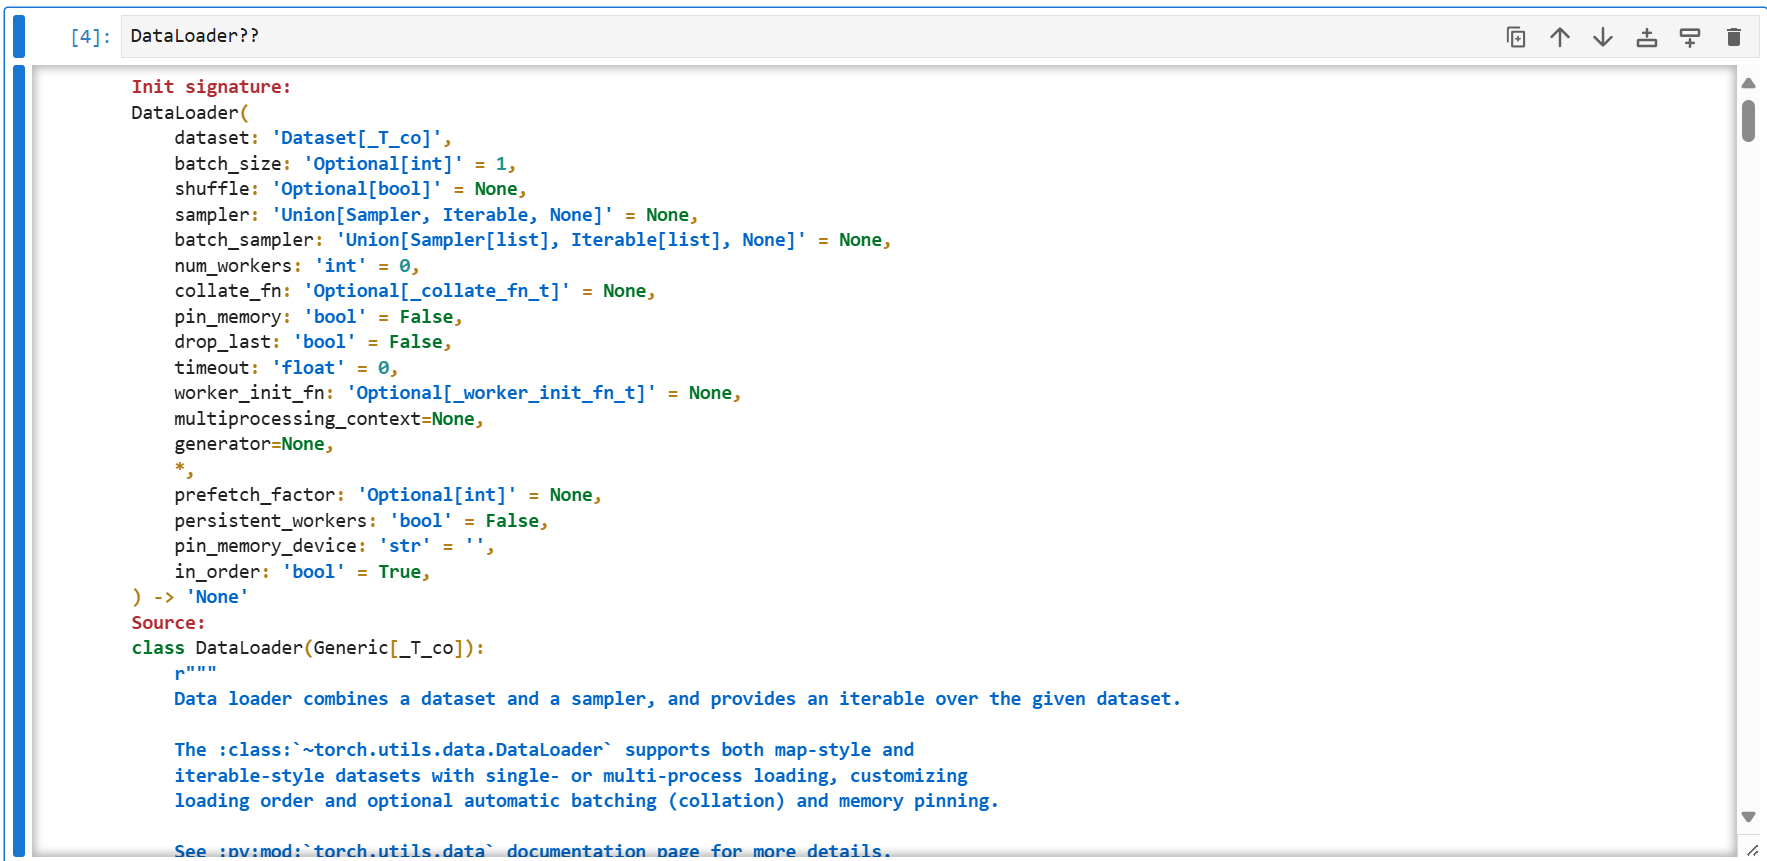 [4]: DataLoader??
Init signature:
DataLoader(
    dataset: 'Dataset[_T_co]',
    batch_size: 'Optional[int]' = 1,
    shuffle: 'Optional[bool]' = None,
    sampler: 'Union[Sampler, Iterable, None]' = None,
    batch_sampler: 'Union[Sampler[list], Iterable[list], None]' = None,
    num_workers: 'int' = 0,
    collate_fn: 'Optional[_collate_fn_t]' = None,
    pin_memory: 'bool' = False,
    drop_last: 'bool' = False,
    timeout: 'float' = 0,
    worker_init_fn: 'Optional[_worker_init_fn_t]' = None,
    multiprocessing_context=None,
    generator=None,
    *,
    prefetch_factor: 'Optional[int]' = None,
    persistent_workers: 'bool' = False,
    pin_memory_device: 'str' = '',
    in_order: 'bool' = True,
) -> 'None'
Source:
class DataLoader(Generic[_T_co]):
    r"""
    Data loader combines a dataset and a sampler, and provides an iterable over the given dataset.

    The :class:`~torch.utils.data.DataLoader` supports both map-style and
    iterable-style datasets with single- or multi-process loading, customizing
    loading order and optional automatic batching (collation) and memory pinning.

    See :py:mod:`torch.utils.data` documentation page for more details.